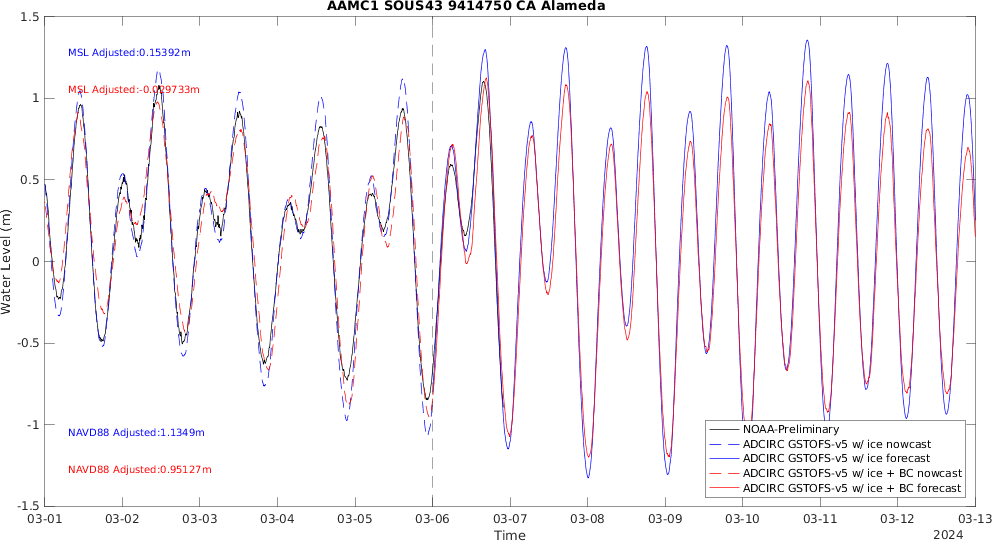 AAMC1 SOUS43 9414750 CA Alameda
1.5
1
0.5
0
-0.5
-1
-1.5
Water Level (m)
MSL Adjusted:0.15392m
MSL Adjusted:-0.029733m
NAVD88 Adjusted:1.1349m
NAVD88 Adjusted:0.95127m
NOAA-Preliminary
ADCIRC GSTOFS-v5 w/ ice nowcast
ADCIRC GSTOFS-v5 w/ ice forecast
ADCIRC GSTOFS-v5 w/ ice + BC nowcast
ADCIRC GSTOFS-v5 w/ ice + BC forecast
03-01 03-02 03-03 03-04 03-05 03-06 03-07 03-08 03-09 03-10 03-11 03-12 03-13
Time
2024